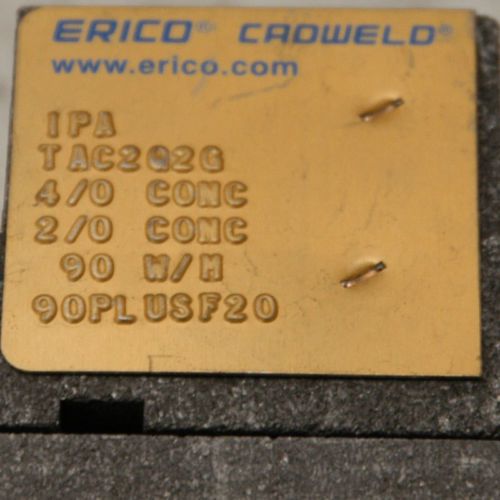 ERICO® CADWELD®
www.erico.com
IPA
TAC2Q2G
4/0 CONC
2/0 CONC
90 W/M
90PLUSF20